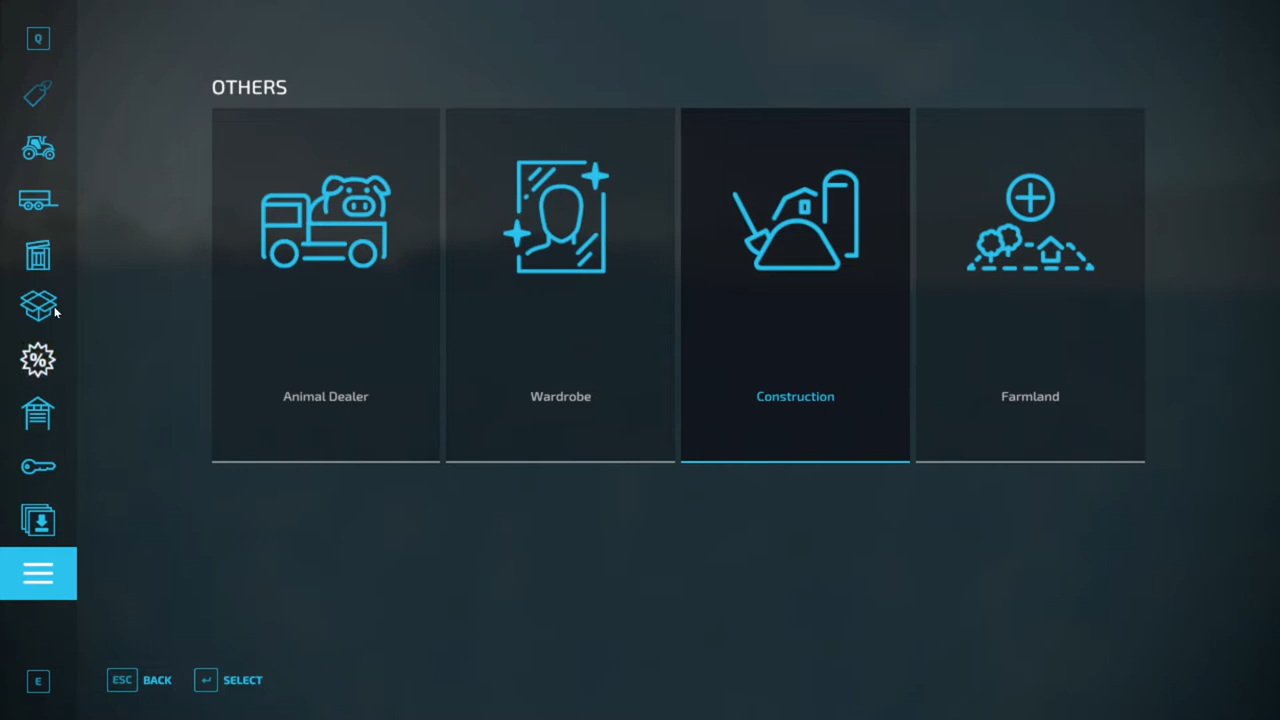 Q
OTHERS
%
Animal Dealer
Wardrobe
Construction
Farmland
E
ESC BACK
↵ SELECT